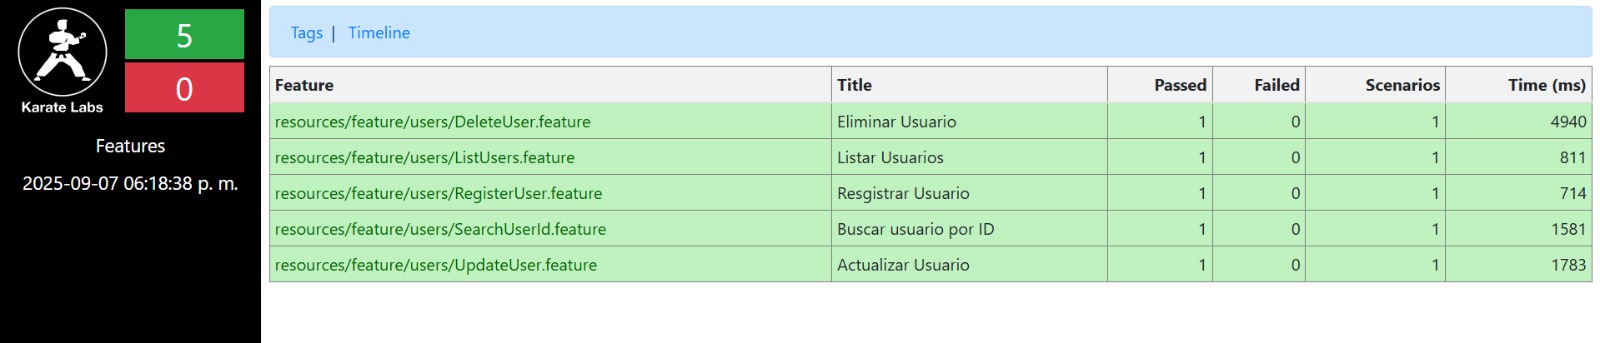 5
0
Karate Labs
Features
2025-09-07 06:18:38 p. m.
Tags | Timeline
Feature Title Passed Failed Scenarios Time (ms)
resources/feature/users/DeleteUser.feature Eliminar Usuario 1 0 1 4940
resources/feature/users/ListUsers.feature Listar Usuarios 1 0 1 811
resources/feature/users/RegisterUser.feature Resgistrar Usuario 1 0 1 714
resources/feature/users/SearchUserId.feature Buscar usuario por ID 1 0 1 1581
resources/feature/users/UpdateUser.feature Actualizar Usuario 1 0 1 1783